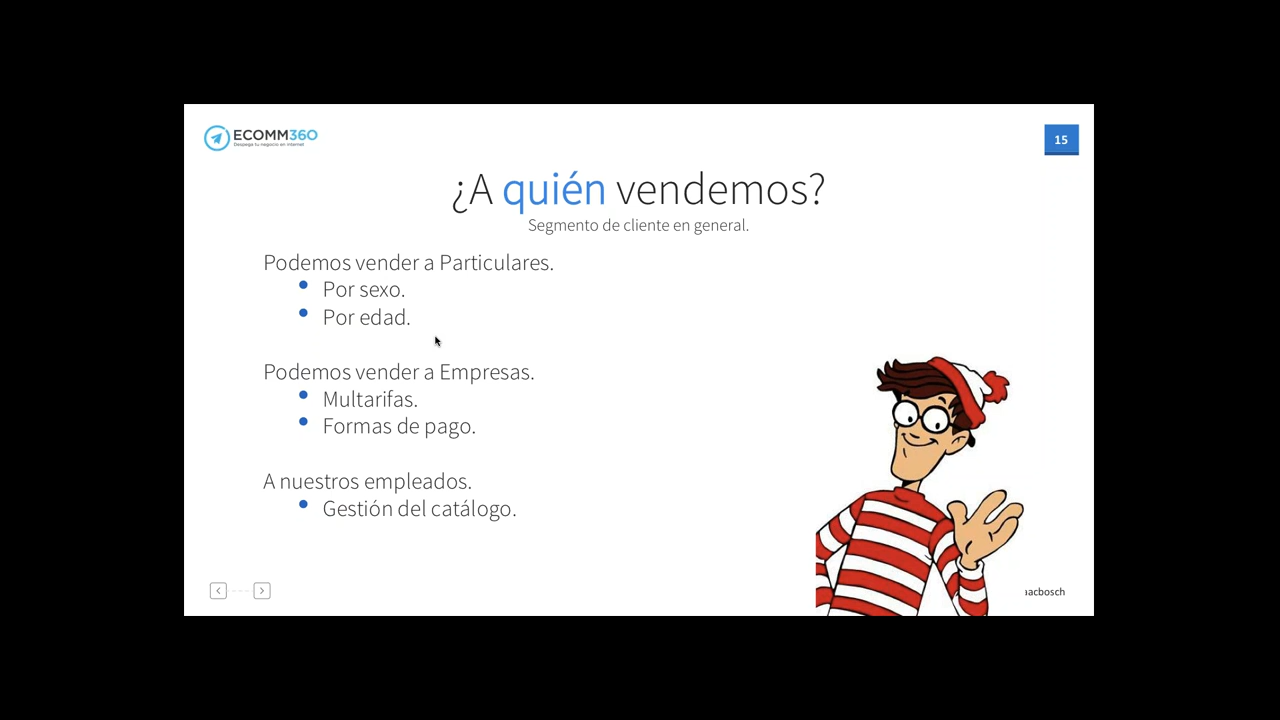 ECOMM360
Despega tu negocio en internet
15
¿A quién vendemos?
Segmento de cliente en general.
Podemos vender a Particulares.
Por sexo.
Por edad.
Podemos vender a Empresas.
Multarifas.
Formas de pago.
A nuestros empleados.
Gestión del catálogo.
acbosch